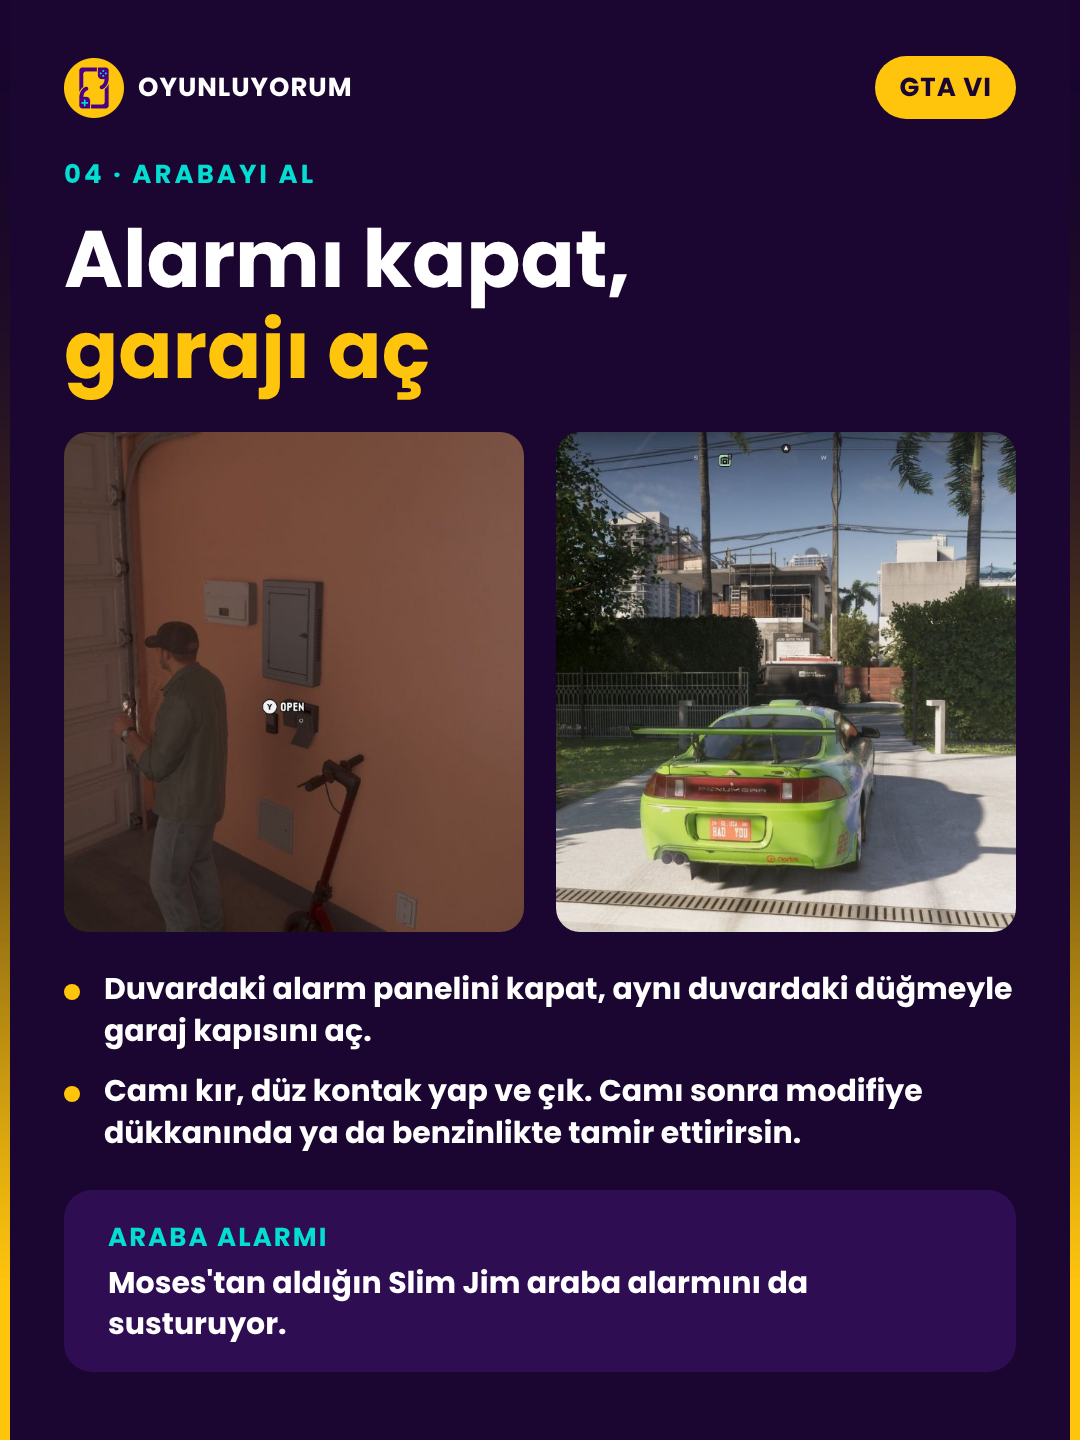 OYUNLUYORUM
GTA VI
04 · ARABAYI AL
Alarmı kapat,
garajı aç
Y OPEN
S
W
HAD YOU
Duvardaki alarm panelini kapat, aynı duvardaki düğmeyle
garaj kapısını aç.
Camı kır, düz kontak yap ve çık. Camı sonra modifiye
dükkanında ya da benzinlikte tamir ettirirsin.
ARABA ALARMI
Moses'tan aldığın Slim Jim araba alarmını da
susturuyor.